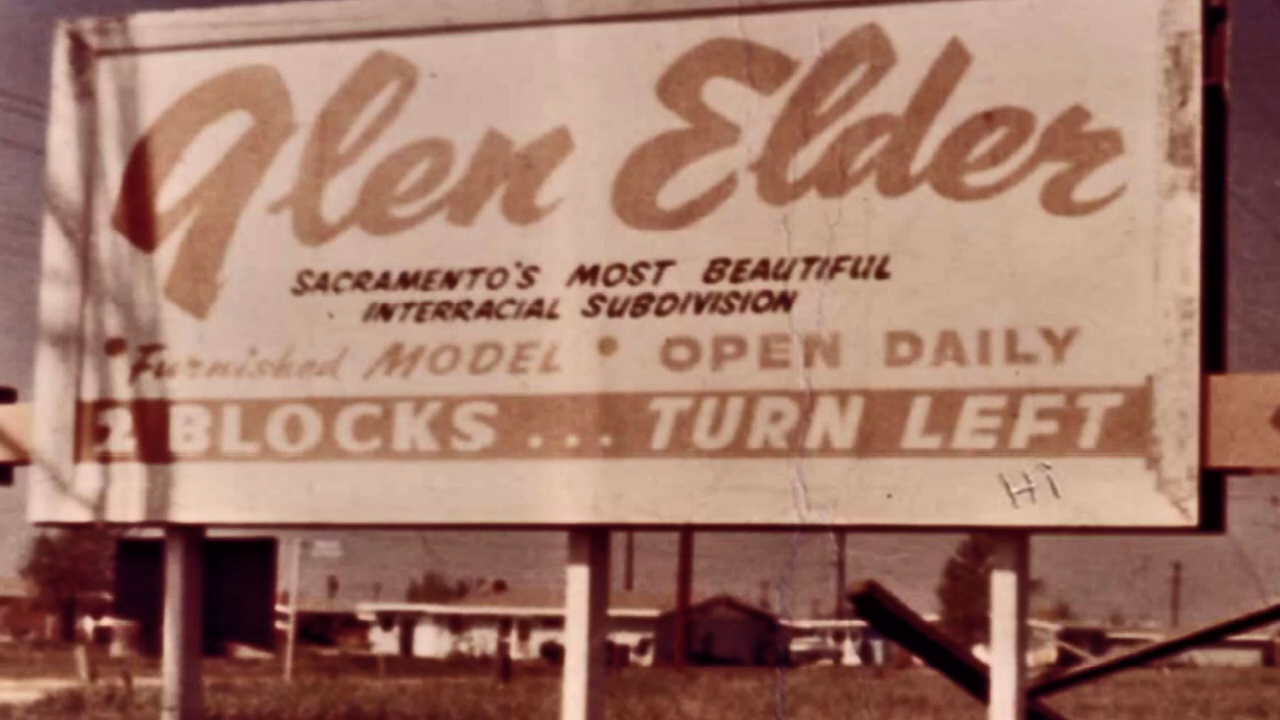 Glen Elder
SACRAMENTO'S MOST BEAUTIFUL
INTERRACIAL SUBDIVISION
• Furnished MODEL • OPEN DAILY
2 BLOCKS ... TURN LEFT
Hi